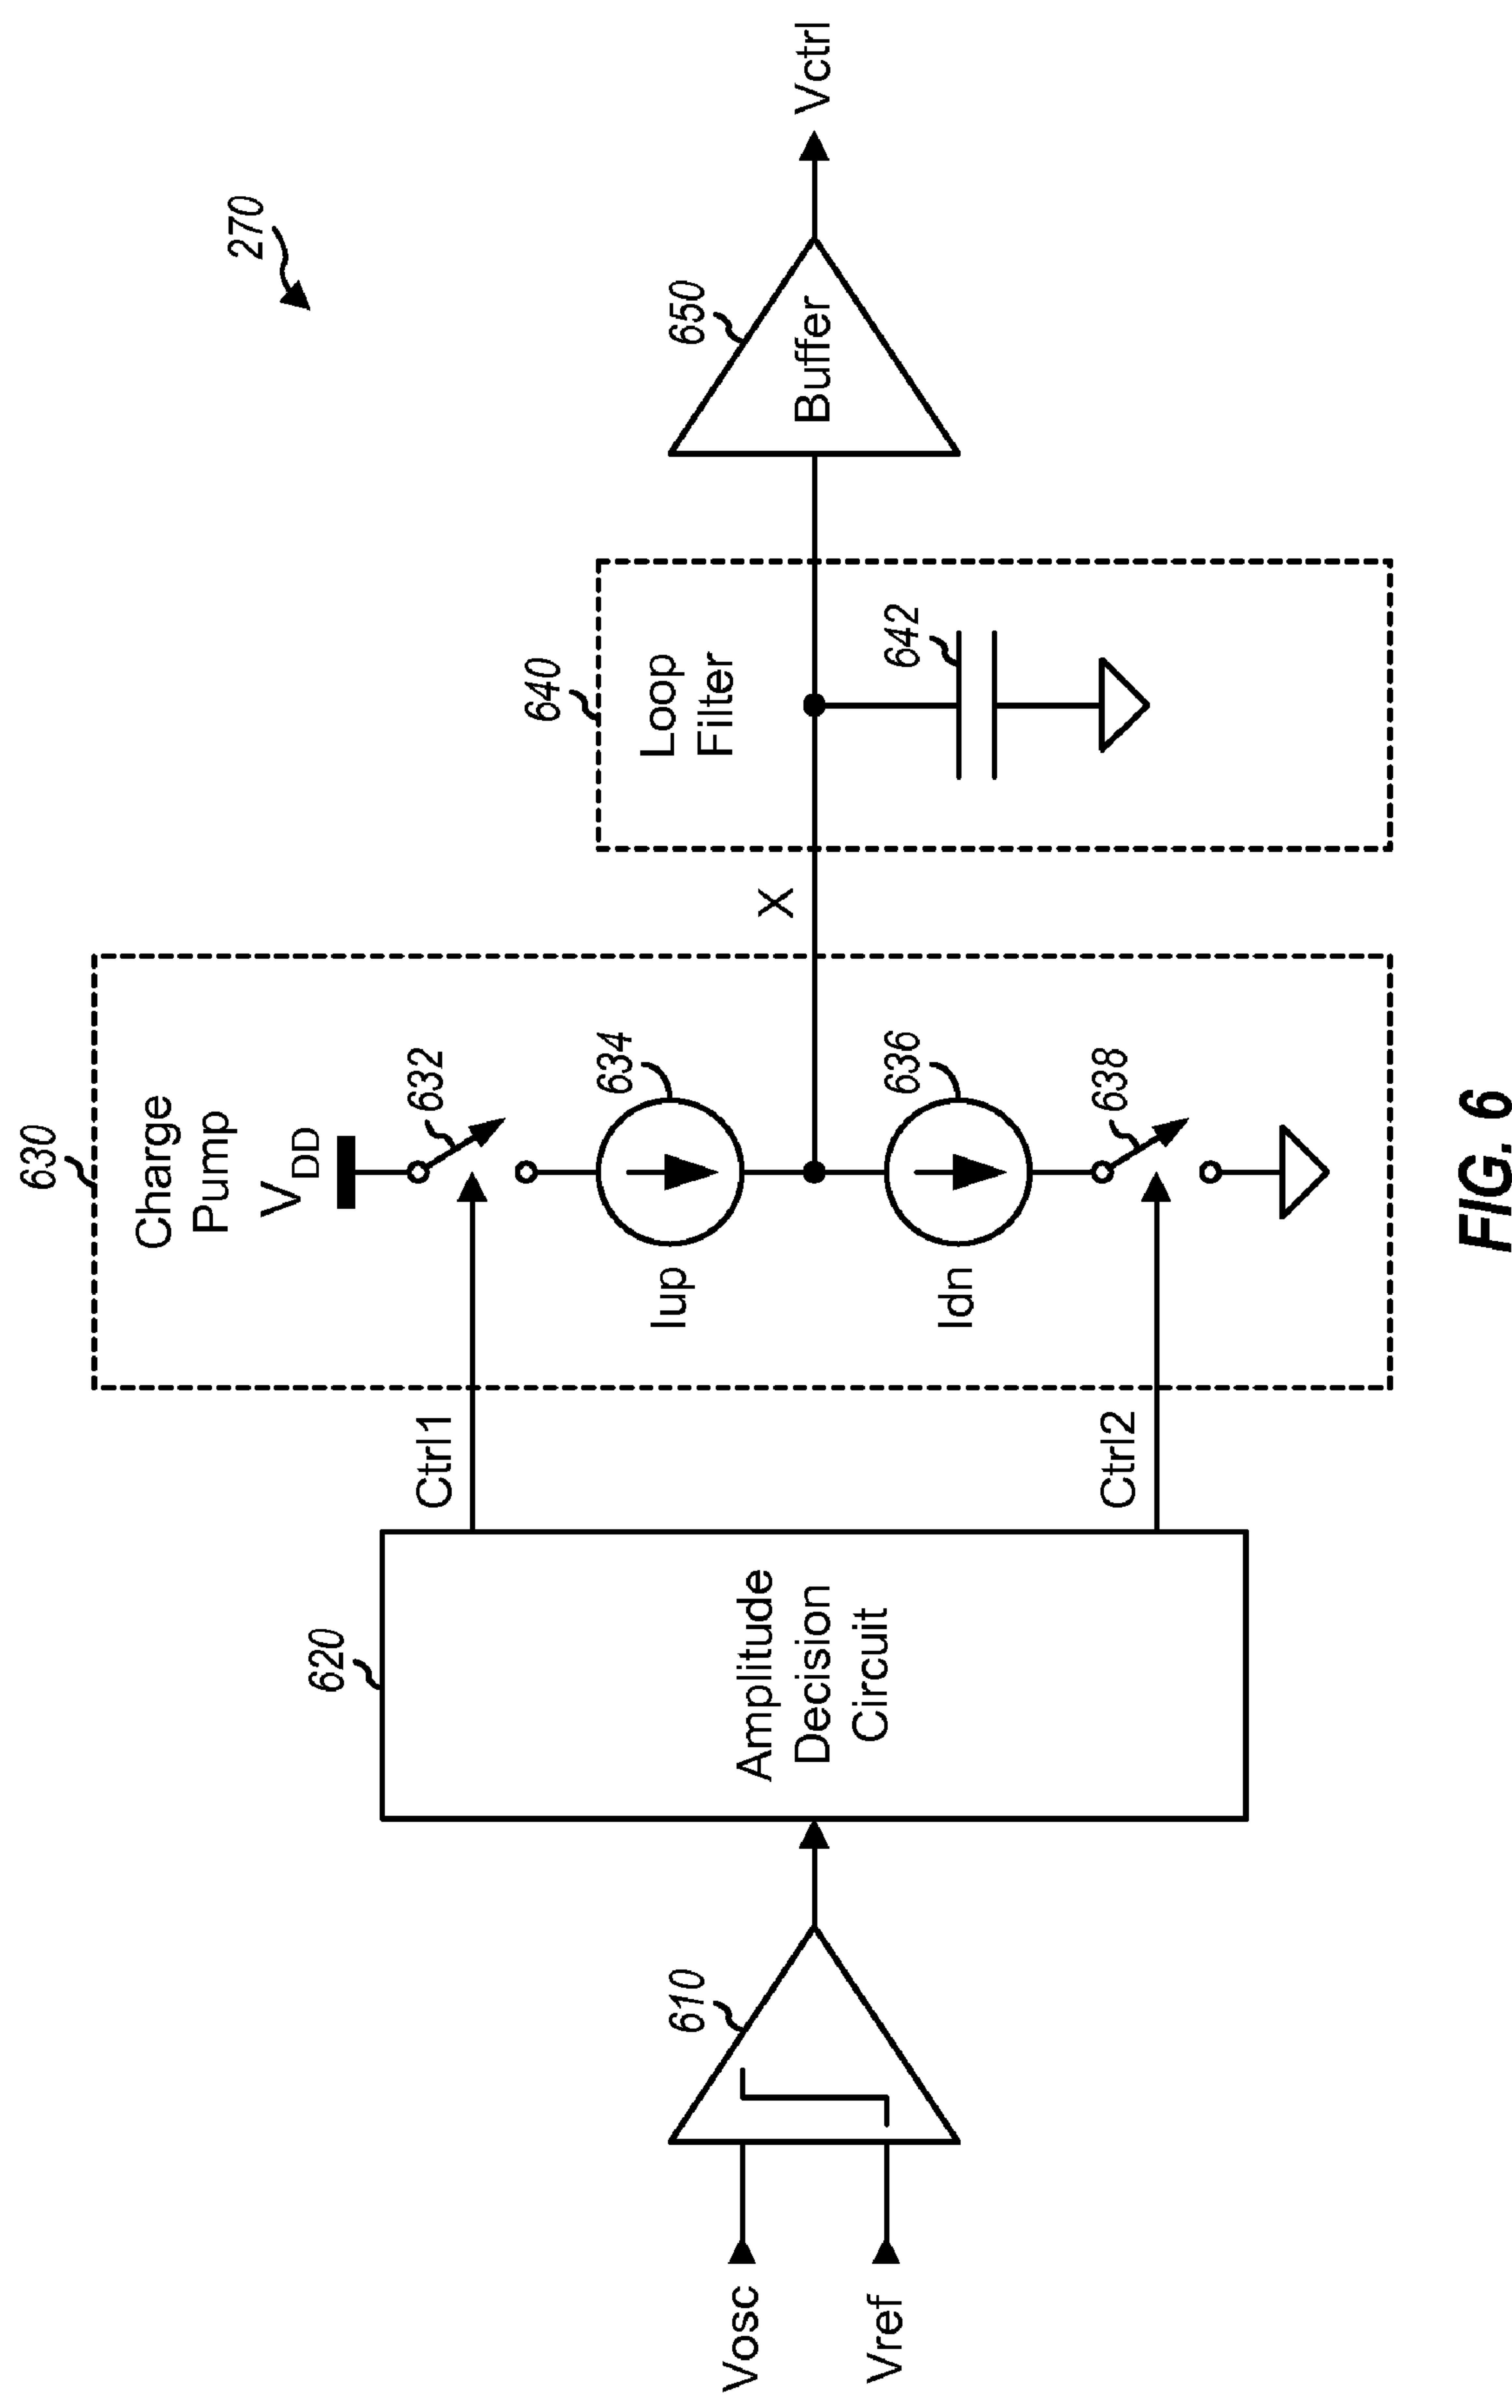 270
630
Charge
Pump
VDD
632
634
Iup
636
Idn
638
X
640
Loop
Filter
642
650
Buffer
Vctrl
620
Amplitude
Decision
Circuit
Ctrl1
Ctrl2
610
Vosc
Vref
FIG. 6